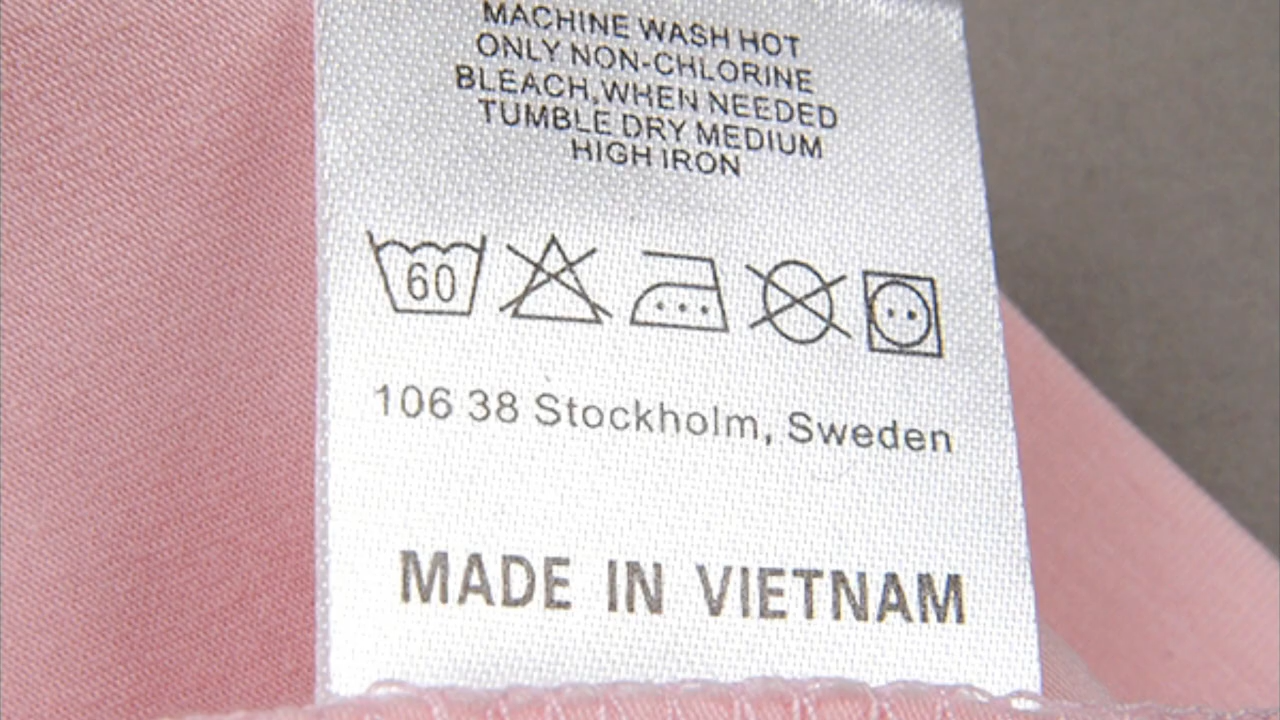 MACHINE WASH HOT
ONLY NON-CHLORINE
BLEACH,WHEN NEEDED
TUMBLE DRY MEDIUM
HIGH IRON
60
106 38 Stockholm, Sweden
MADE IN VIETNAM